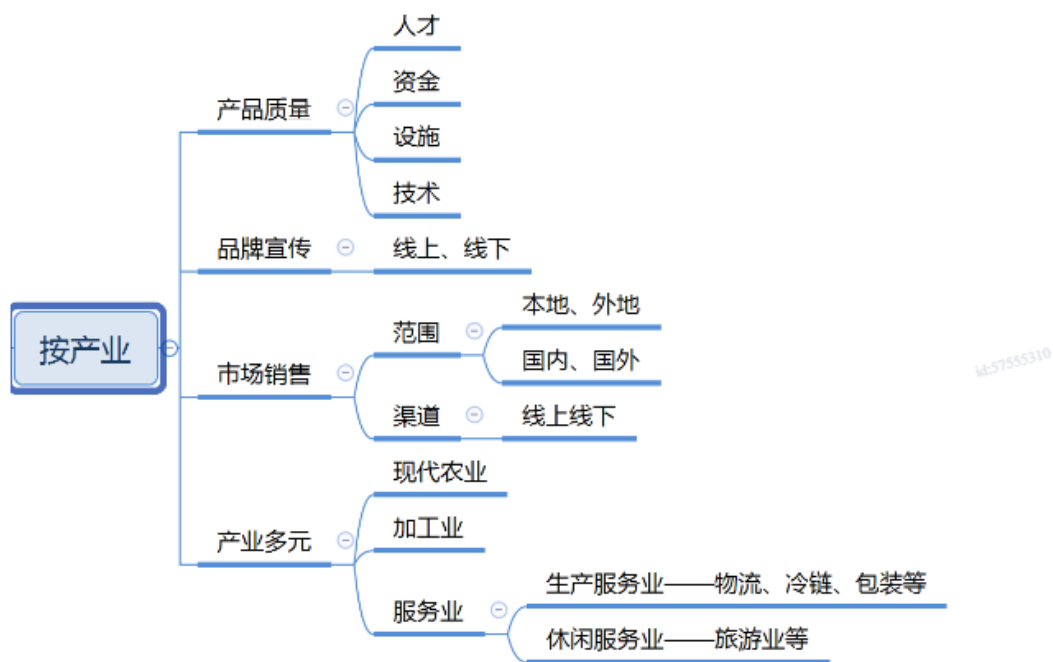 按产业
产品质量
人才
资金
设施
技术
品牌宣传
线上、线下
市场销售
范围
本地、外地
国内、国外
渠道
线上线下
产业多元
现代农业
加工业
服务业
生产服务业——物流、冷链、包装等
休闲服务业——旅游业等
id:57555310